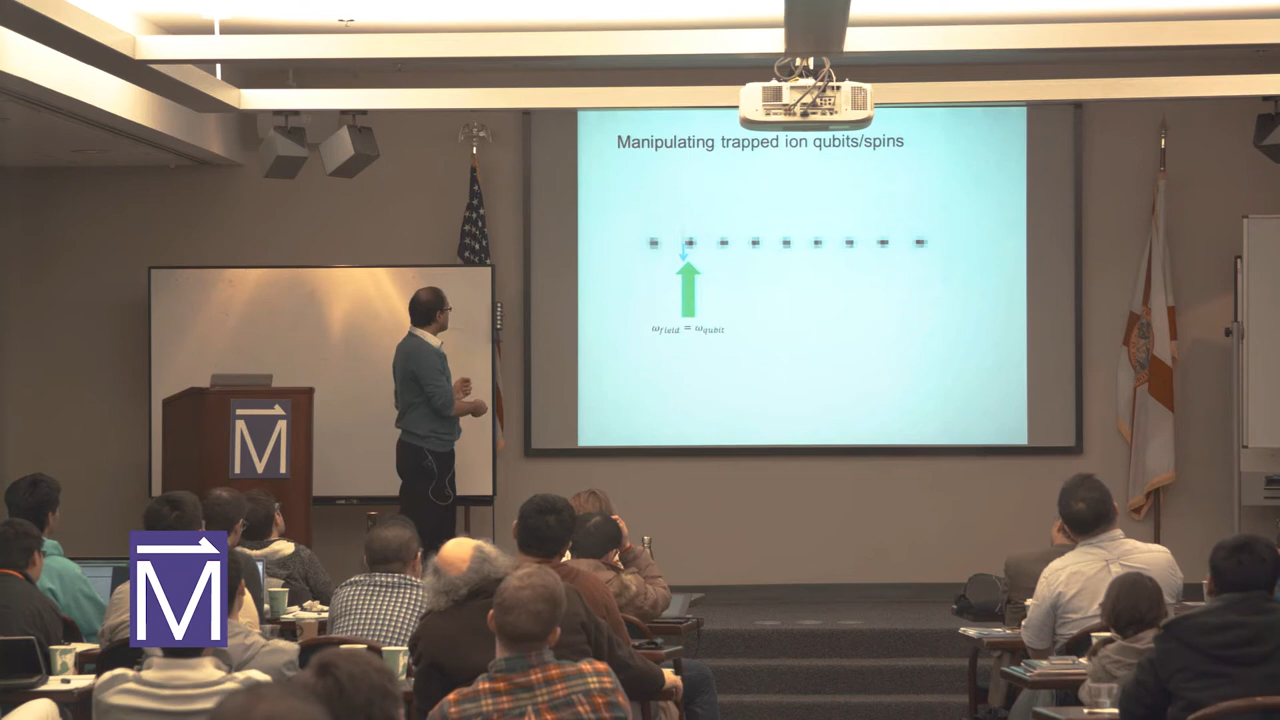 Manipulating trapped ion qubits/spins
ω_field = ω_qubit
M
M